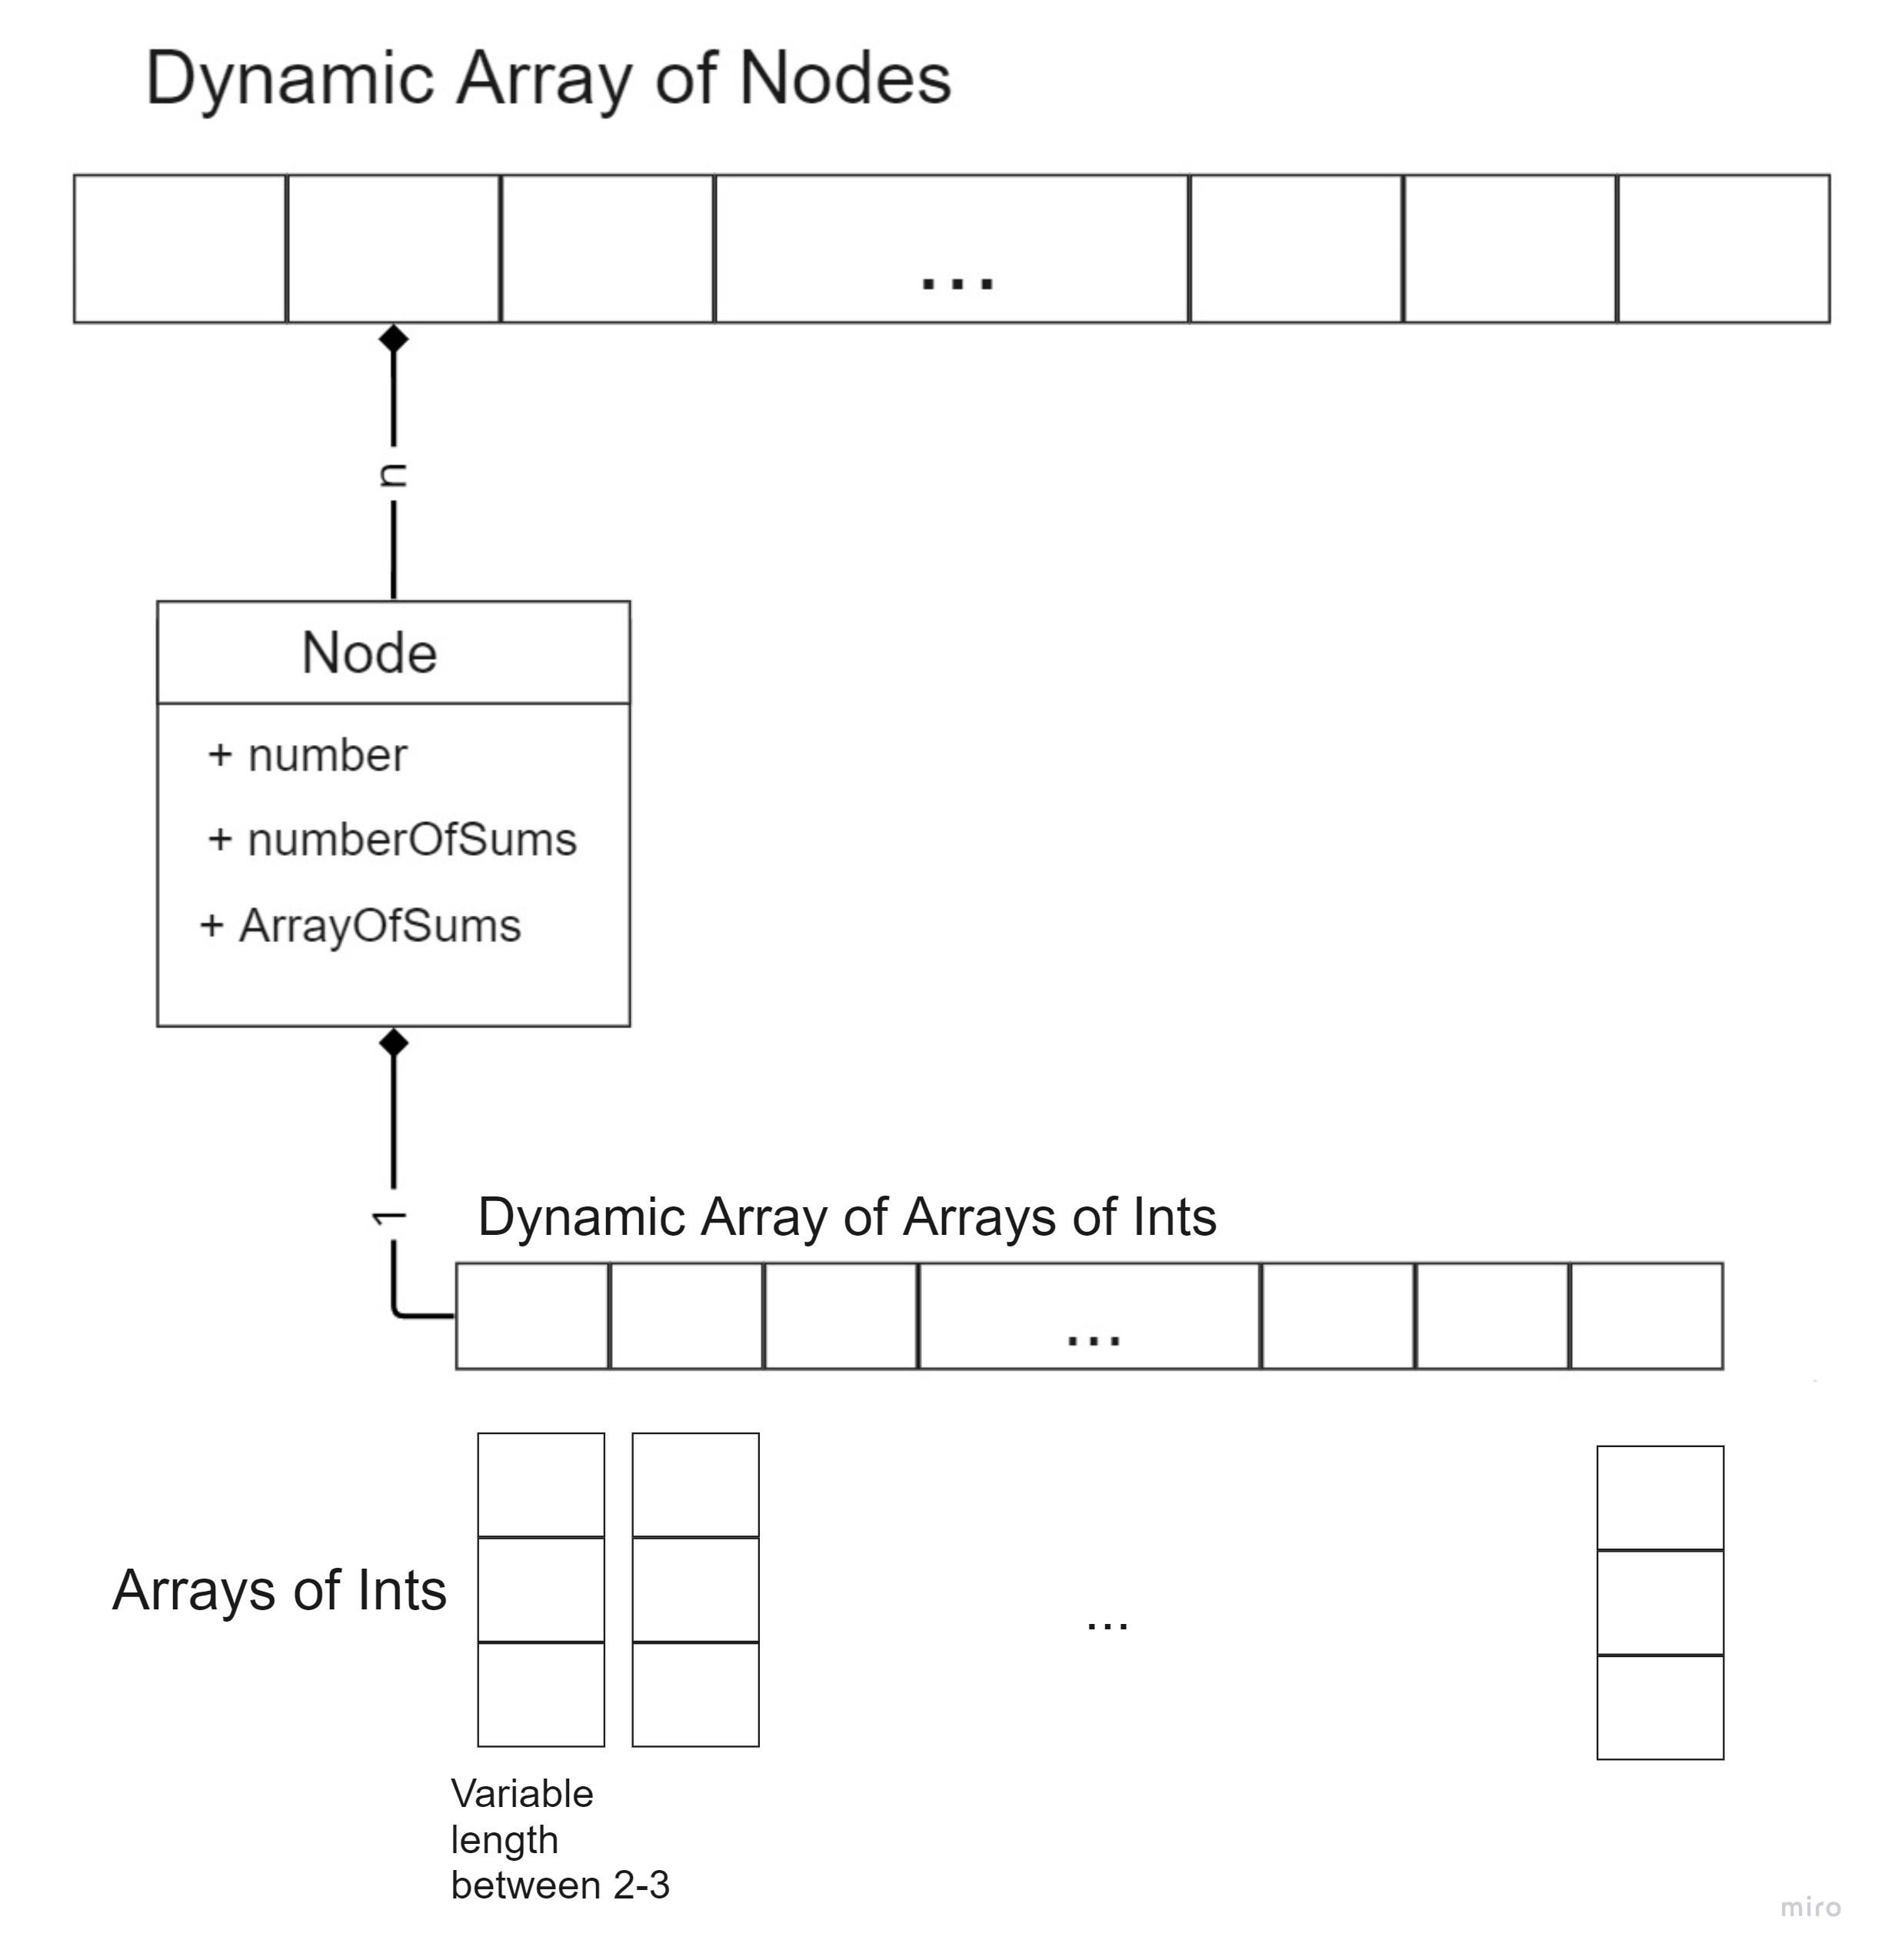 Dynamic Array of Nodes
...
n
Node
+ number
+ numberOfSums
+ ArrayOfSums
1
Dynamic Array of Arrays of Ints
...
Arrays of Ints
...
Variable
length
between 2-3
miro